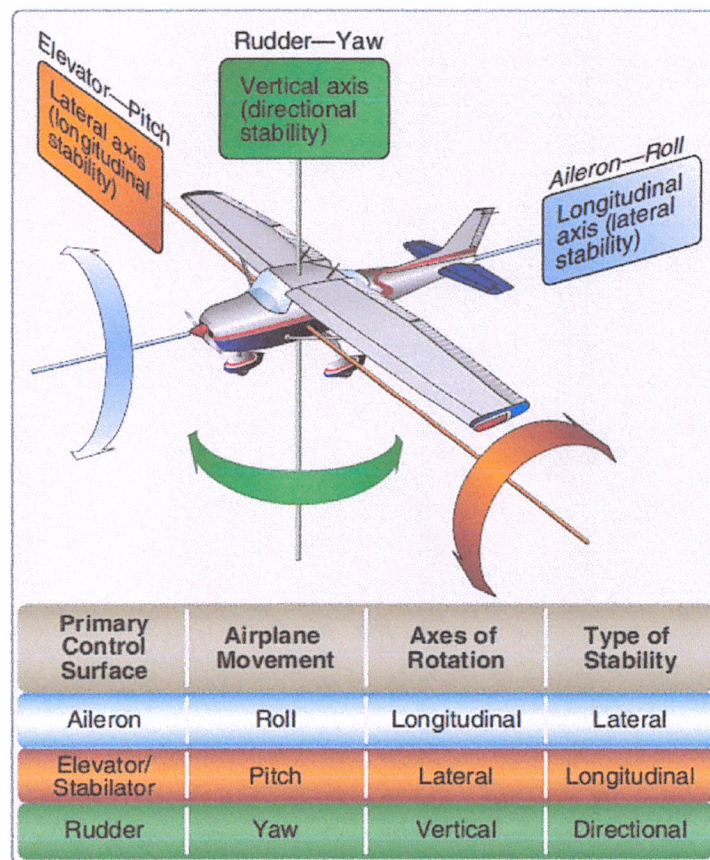 Rudder—Yaw
Vertical axis
(directional
stability)
Elevator—Pitch
Lateral axis
(longitudinal
stability)
Aileron—Roll
Longitudinal
axis (lateral
stability)
Primary
Control
Surface
Airplane
Movement
Axes of
Rotation
Type of
Stability
Aileron
Roll
Longitudinal
Lateral
Elevator/
Stabilator
Pitch
Lateral
Longitudinal
Rudder
Yaw
Vertical
Directional